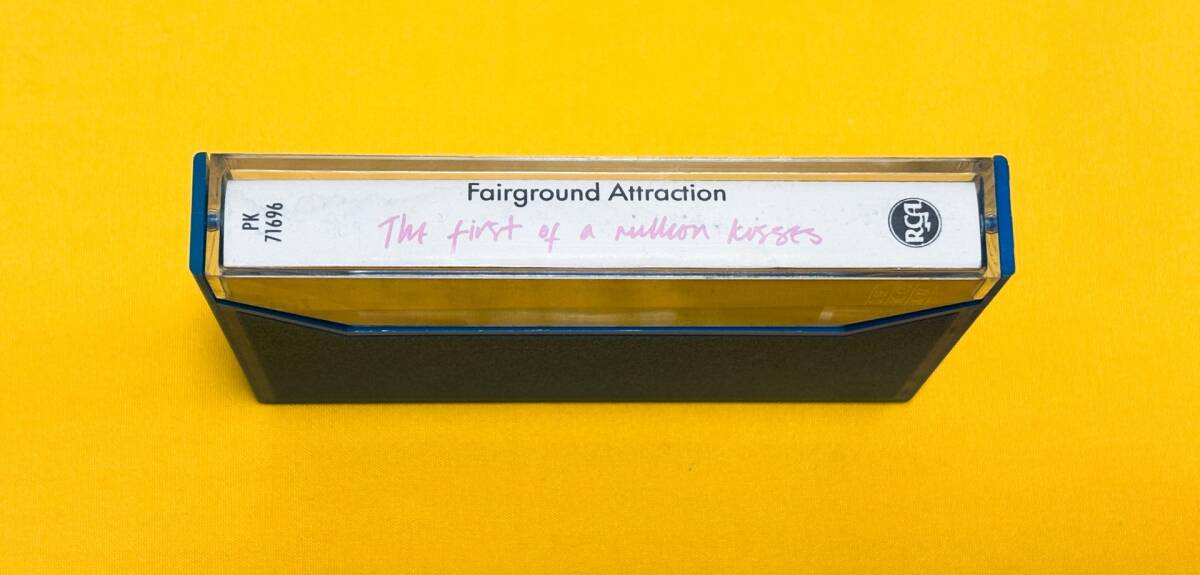 PK
71696
Fairground Attraction
The first of a million kisses
RCA